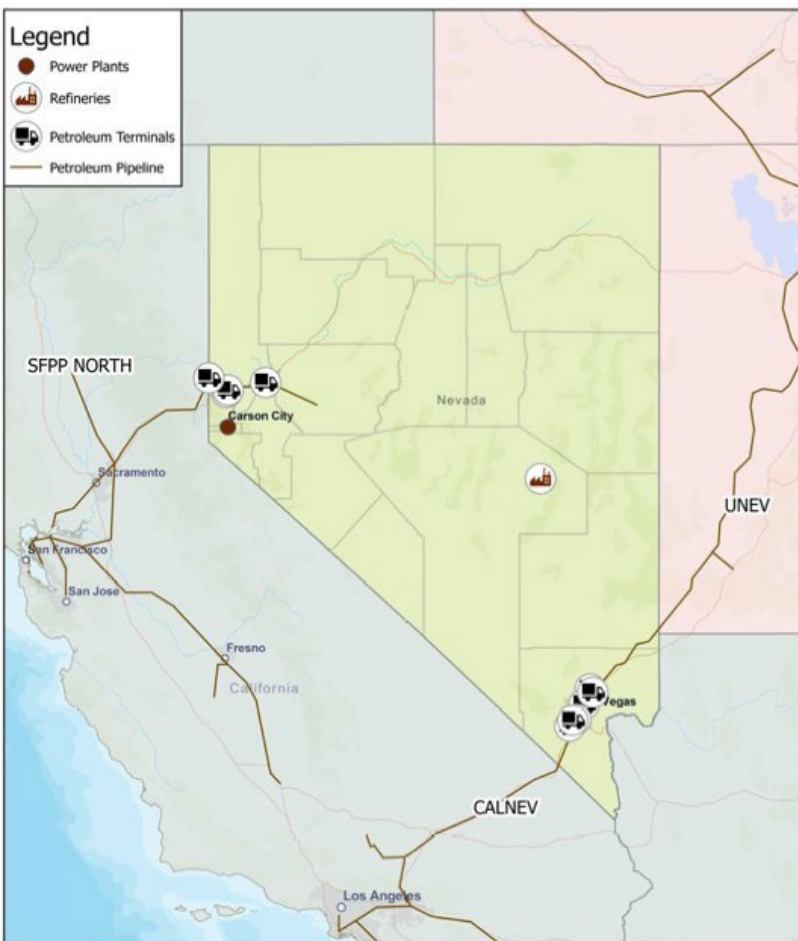 Legend
Power Plants
Refineries
Petroleum Terminals
Petroleum Pipeline
SFPP NORTH
Carson City
Nevada
Sacramento
UNEV
San Francisco
San Jose
Fresno
California
Vegas
CALNEV
Los Angeles